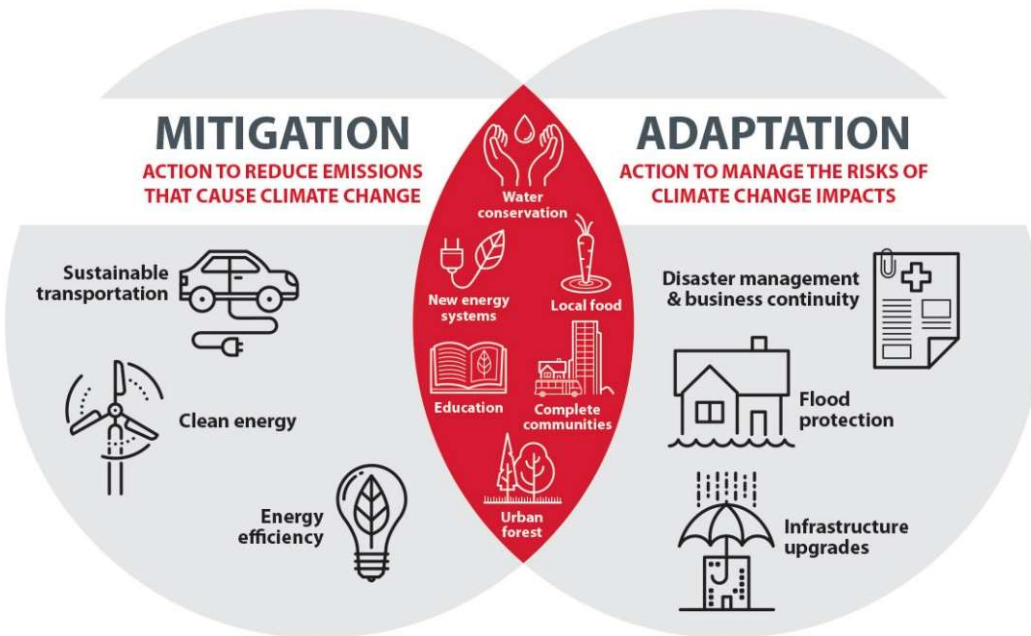 MITIGATION
ACTION TO REDUCE EMISSIONS
THAT CAUSE CLIMATE CHANGE
Sustainable
transportation
Clean energy
Energy
efficiency
Water
conservation
New energy
systems
Local food
Education
Complete
communities
Urban
forest
ADAPTATION
ACTION TO MANAGE THE RISKS OF
CLIMATE CHANGE IMPACTS
Disaster management
& business continuity
Flood
protection
Infrastructure
upgrades